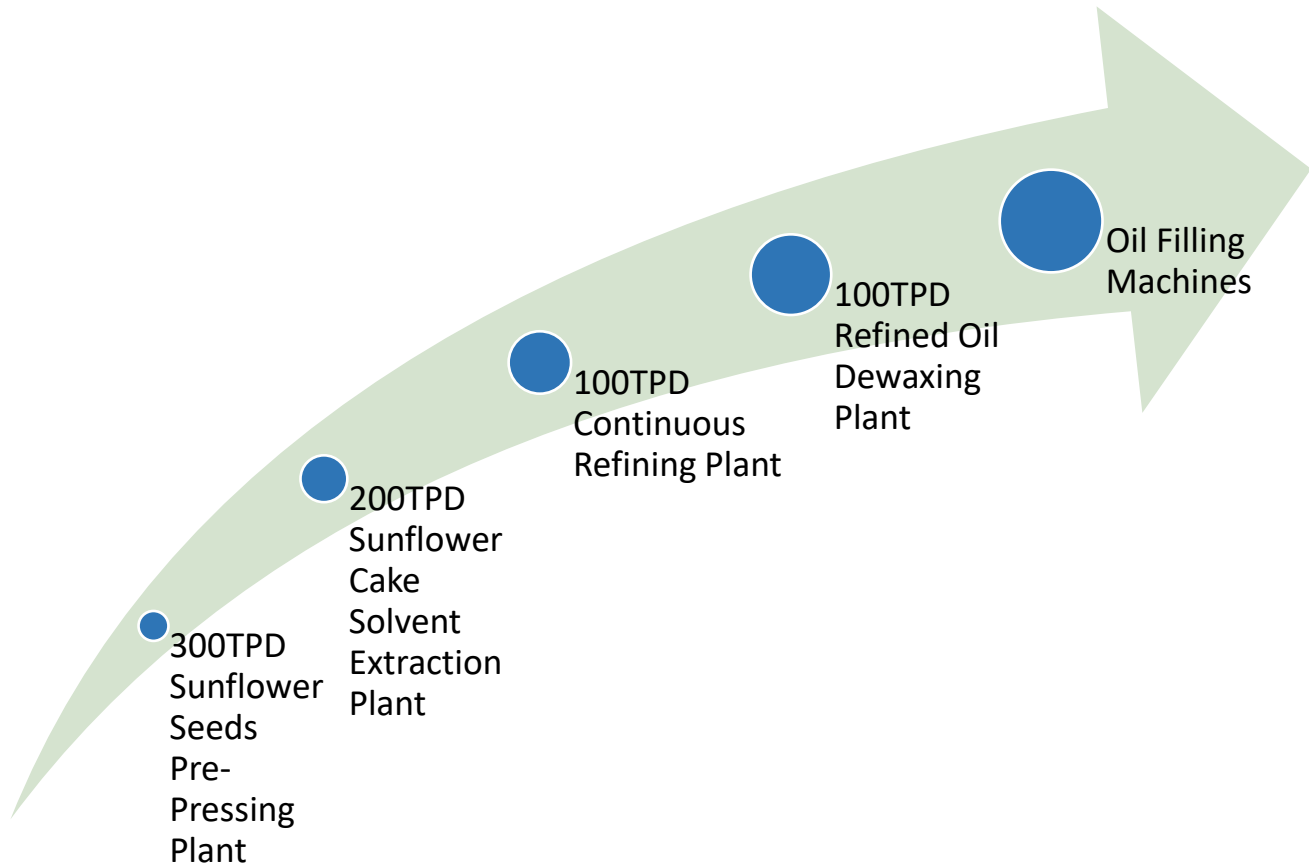 300TPD
Sunflower
Seeds
Pre-
Pressing
Plant
200TPD
Sunflower
Cake
Solvent
Extraction
Plant
100TPD
Continuous
Refining Plant
100TPD
Refined Oil
Dewaxing
Plant
Oil Filling
Machines